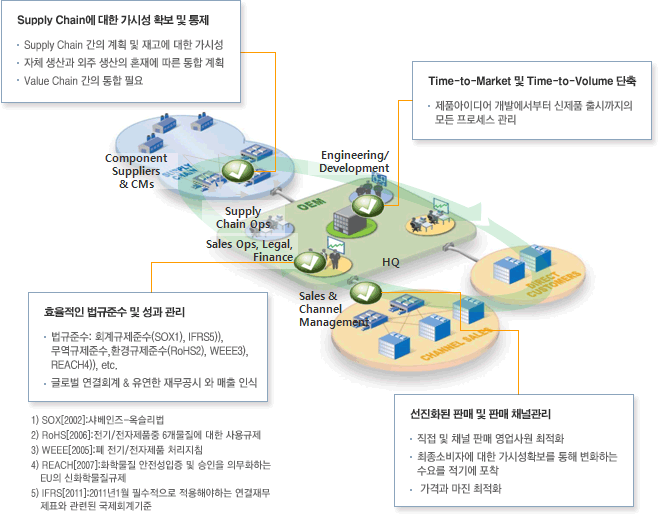 Supply Chain에 대한 가시성 확보 및 통제
· Supply Chain 간의 계획 및 재고에 대한 가시성
· 자체 생산과 외주 생산의 혼재에 따른 통합 계획
· Value Chain 간의 통합 필요
Time-to-Market 및 Time-to-Volume 단축
· 제품아이디어 개발에서부터 신제품 출시까지의
모든 프로세스 관리
Component
Suppliers
& CMs
SUPPLY
CHAIN
Engineering/
Development
OEM
Supply
Chain Ops
Sales Ops, Legal,
Finance
HQ
DIRECT
CUSTOMERS
Sales &
Channel
Management
CHANNEL SALES
효율적인 법규준수 및 성과 관리
· 법규준수: 회계규제준수(SOX1), IFRS5)),
무역규제준수,환경규제준수(RoHS2), WEEE3),
REACH4)), etc.
· 글로벌 연결회계 & 유연한 재무공시 와 매출 인식
선진화된 판매 및 판매 채널관리
· 직접 및 채널 판매 영업사원 최적화
· 최종소비자에 대한 가시성확보를 통해 변화하는
수요를 적기에 포착
· 가격과 마진 최적화
1) SOX[2002]:샤베인즈-옥슬리법
2) RoHS[2006]:전기/전자제품중 6개물질에 대한 사용규제
3) WEEE[2005]:폐 전기/전자제품 처리지침
4) REACH[2007]:화학물질 안전성입증 및 승인을 의무화하는
EU의 신화학물질규제
5) IFRS[2011]:2011년1월 필수적으로 적용해야하는 연결재무
제표와 관련된 국제회계기준